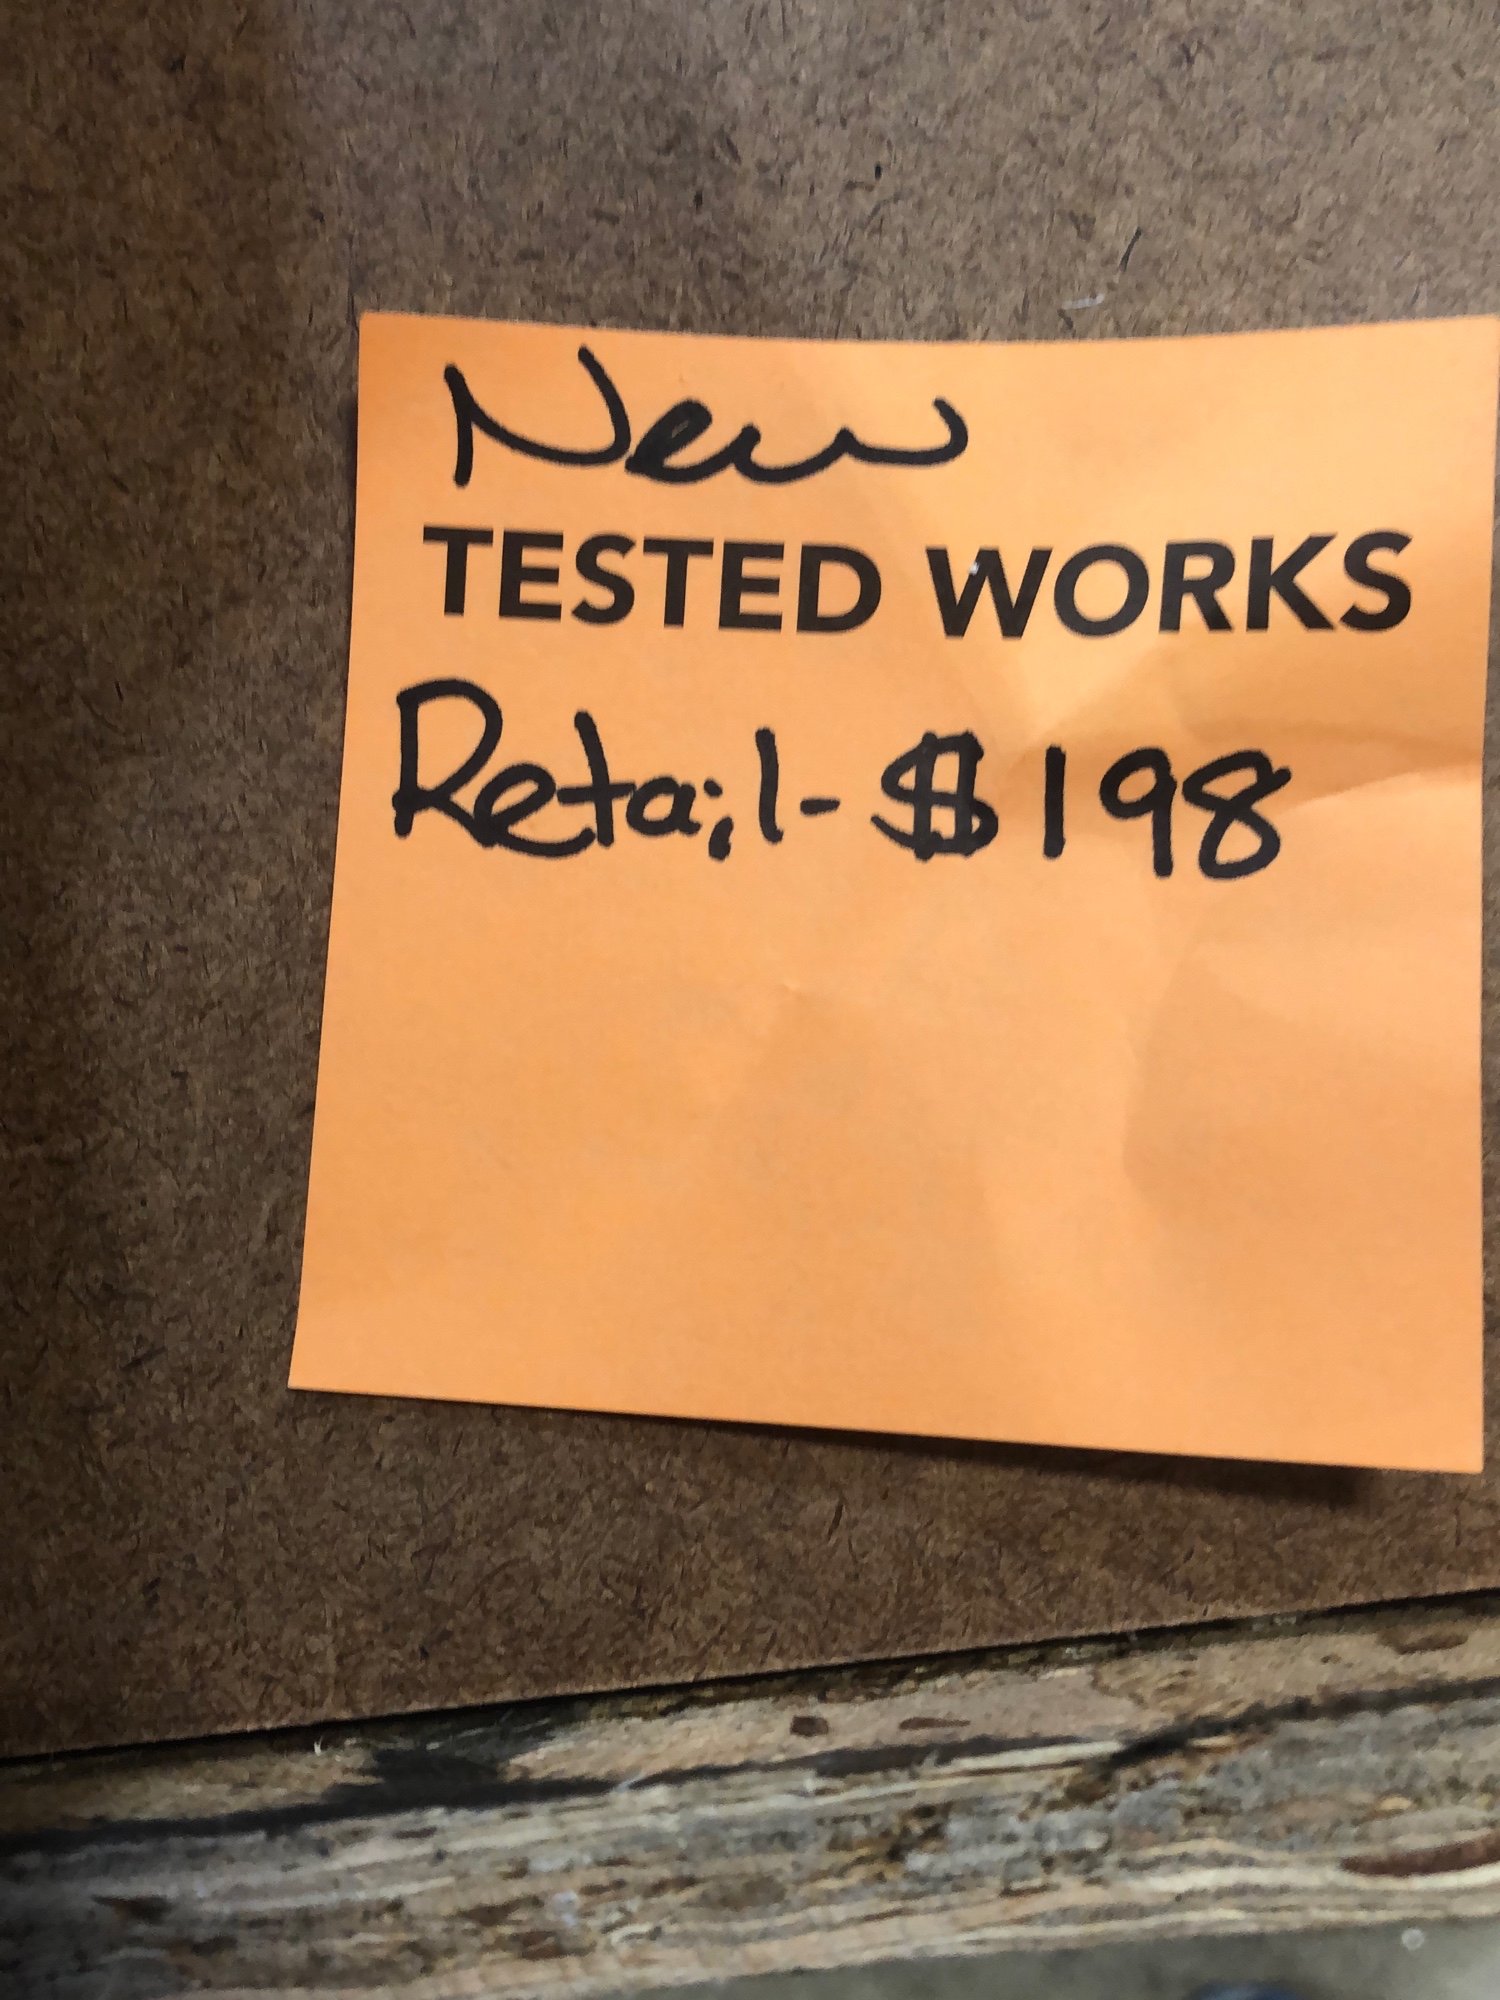 New
TESTED WORKS
Retail- $198